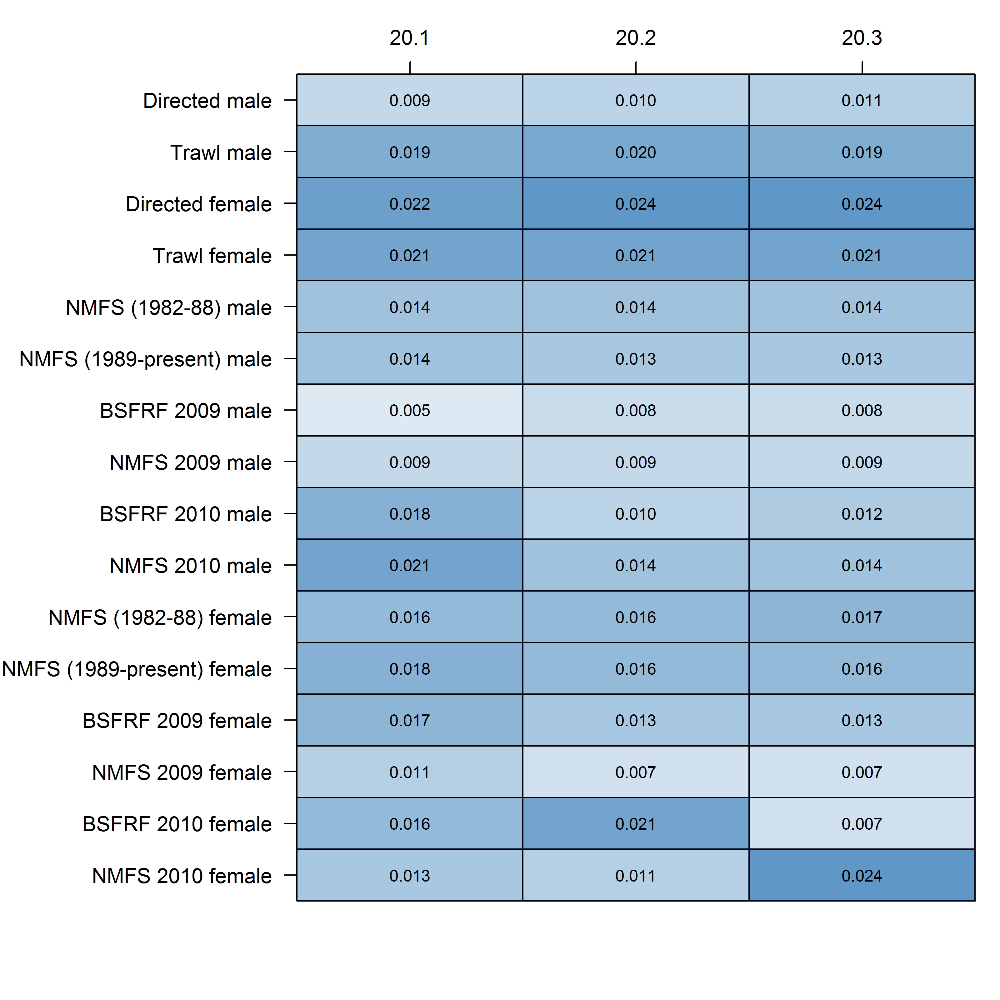 20.1 20.2 20.3
Directed male 0.009 0.010 0.011
Trawl male 0.019 0.020 0.019
Directed female 0.022 0.024 0.024
Trawl female 0.021 0.021 0.021
NMFS (1982-88) male 0.014 0.014 0.014
NMFS (1989-present) male 0.014 0.013 0.013
BSFRF 2009 male 0.005 0.008 0.008
NMFS 2009 male 0.009 0.009 0.009
BSFRF 2010 male 0.018 0.010 0.012
NMFS 2010 male 0.021 0.014 0.014
NMFS (1982-88) female 0.016 0.016 0.017
NMFS (1989-present) female 0.018 0.016 0.016
BSFRF 2009 female 0.017 0.013 0.013
NMFS 2009 female 0.011 0.007 0.007
BSFRF 2010 female 0.016 0.021 0.007
NMFS 2010 female 0.013 0.011 0.024